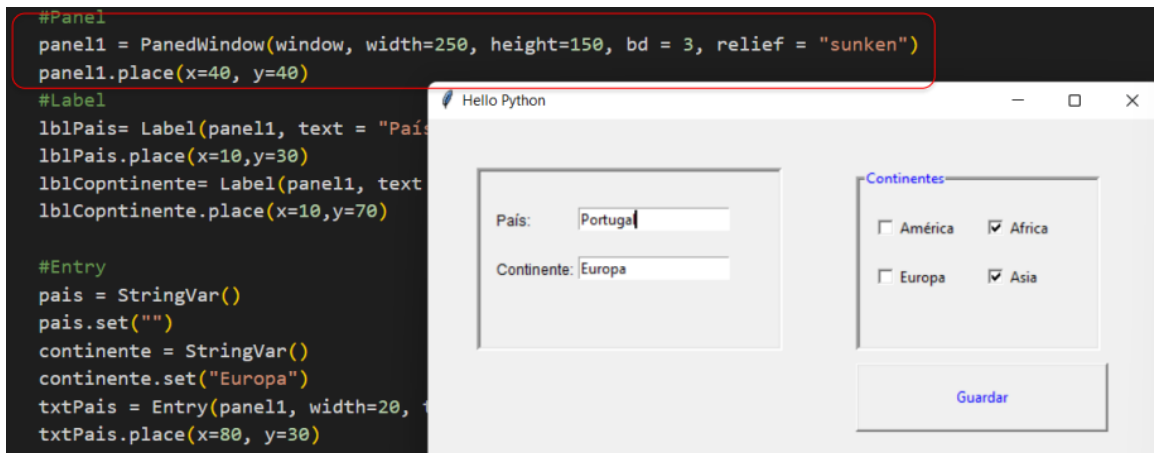 #Panel
panel1 = PanedWindow(window, width=250, height=150, bd = 3, relief = "sunken")
panel1.place(x=40, y=40)
#Label
lblPais= Label(panel1, text = "País
lblPais.place(x=10,y=30)
lblCopntinente= Label(panel1, text
lblCopntinente.place(x=10,y=70)
#Entry
pais = StringVar()
pais.set("")
continente = StringVar()
continente.set("Europa")
txtPais = Entry(panel1, width=20,
txtPais.place(x=80, y=30)
Hello Python
País: Portugal
Continente: Europa
Continentes
América Africa
Europa Asia
Guardar